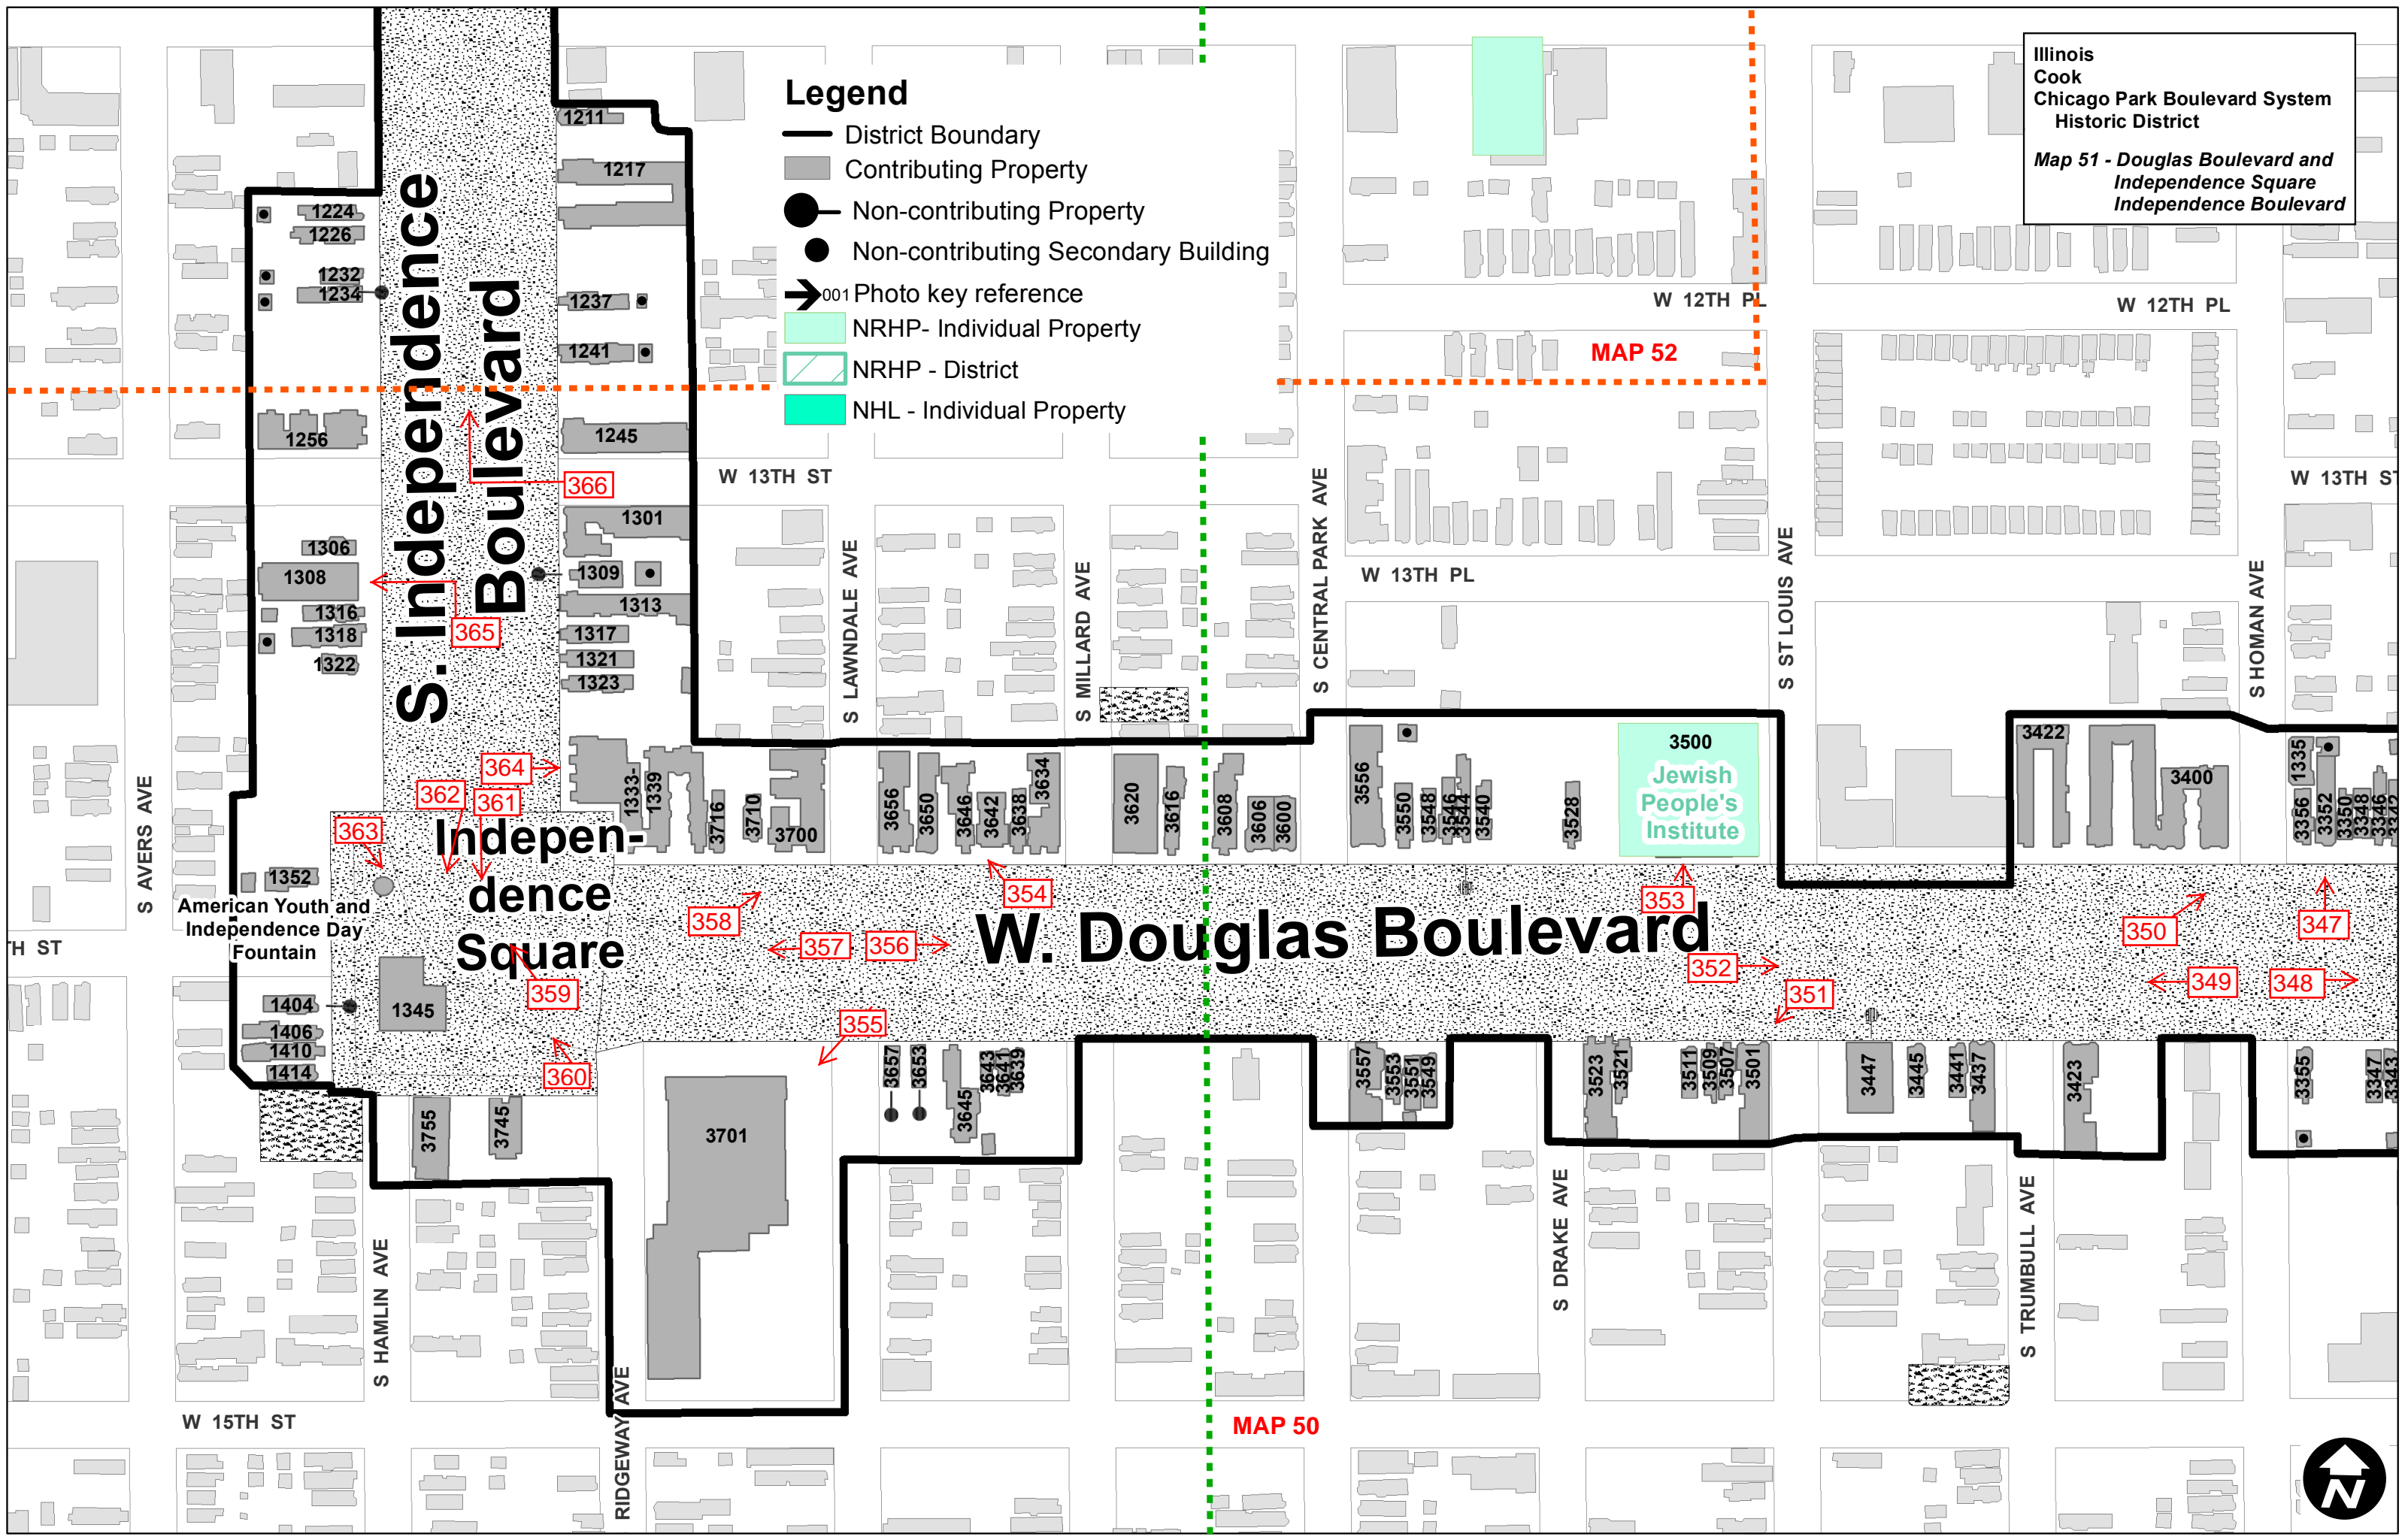 Illinois
Cook
Chicago Park Boulevard System
Historic District
Map 51 - Douglas Boulevard and
Independence Square
Independence Boulevard
Legend
District Boundary
Contributing Property
Non-contributing Property
Non-contributing Secondary Building
001 Photo key reference
NRHP- Individual Property
NRHP - District
NHL - Individual Property
S. Independence
Boulevard
1211
1217
1224
1226
1232
1234
1237
1241
1256
1245
366
W 13TH ST
W 12TH PL
W 12TH PL
MAP 52
W 13TH ST
W 13TH PL
1301
1306
1308
1309
1313
1316
1318
1317
365
1321
1322
1323
S LAWNDALE AVE
S MILLARD AVE
S CENTRAL PARK AVE
S ST LOUIS AVE
S HOMAN AVE
S AVERS AVE
364
362
361
363
1333-
1339
3716
3710
3700
3656
3650
3646
3642
3638
3634
3620
3616
3608
3606
3600
3556
3550
3548
3546
3544
3540
3528
3500
Jewish
People's
Institute
3422
3400
1335
3356
3352
3350
3348
3346
3342
Indepen-
dence
Square
1352
American Youth and
Independence Day
Fountain
TH ST
354
353
358
357
356
W. Douglas Boulevard
352
351
350
347
349
348
359
355
360
1404
1345
1406
1410
1414
3755
3745
3701
3657
3653
3645
3643
3641
3639
3557
3553
3551
3549
3523
3521
3511
3509
3507
3501
3447
3445
3441
3437
3423
3355
3347
3343
S HAMLIN AVE
RIDGEWAY AVE
S DRAKE AVE
S TRUMBULL AVE
W 15TH ST
MAP 50
N